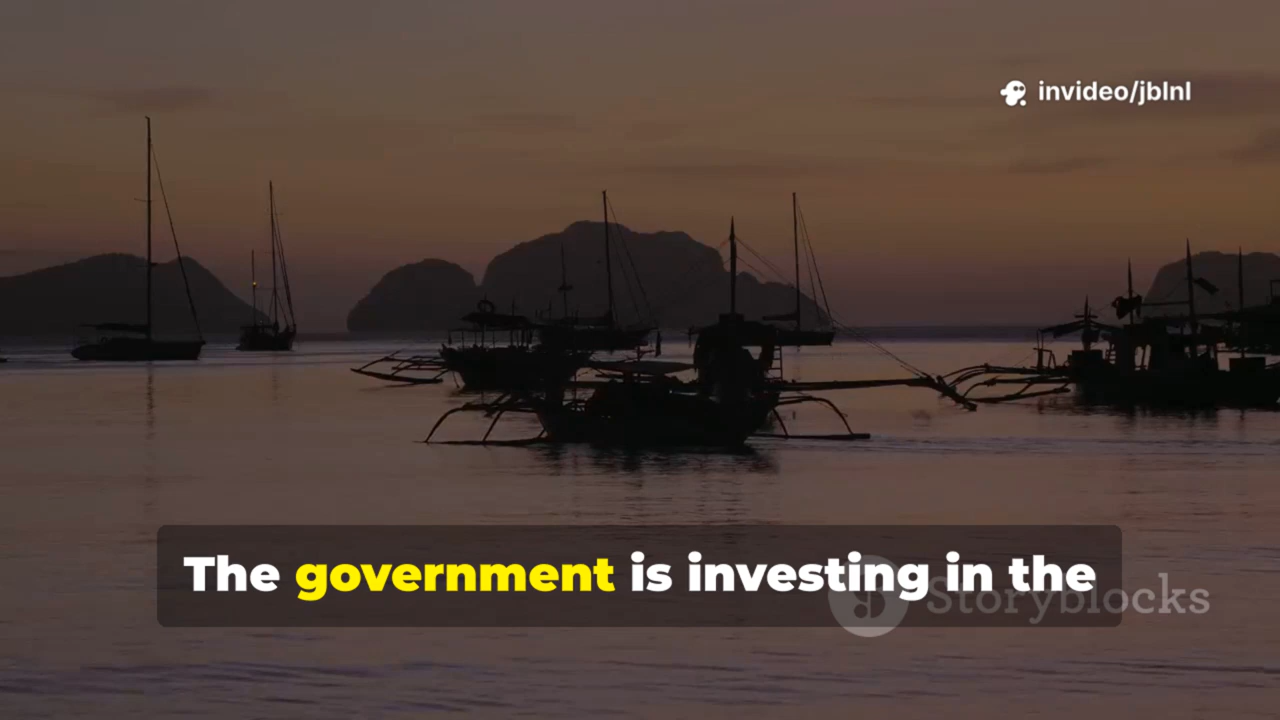 invideo/jblnl
The government is investing in the
Storyblocks